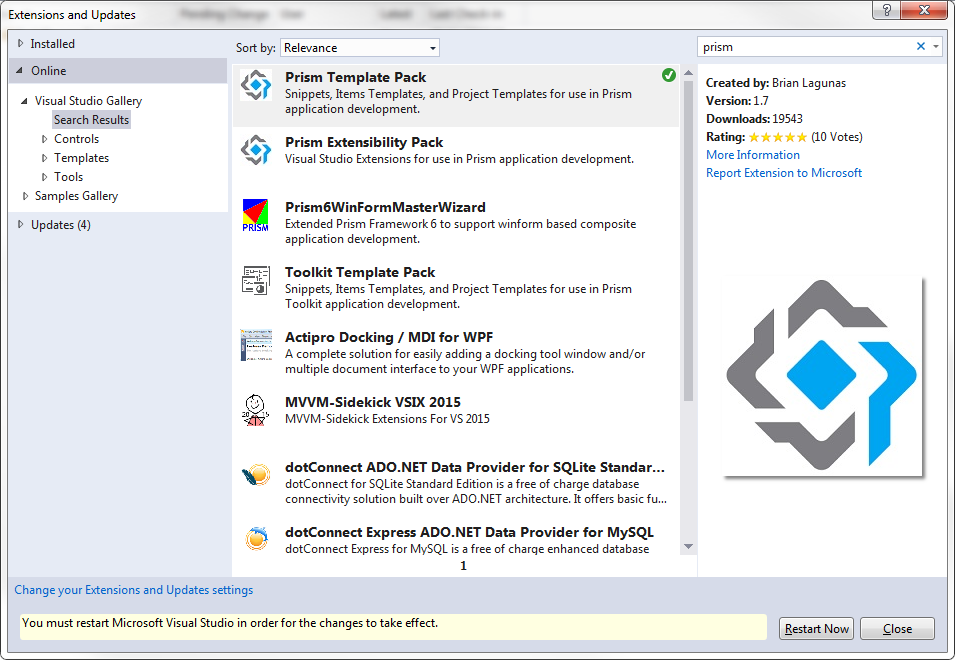 Extensions and Updates
Installed
Online
Visual Studio Gallery
Search Results
Controls
Templates
Tools
Samples Gallery
Updates (4)
Sort by: Relevance
Prism Template Pack
Snippets, Items Templates, and Project Templates for use in Prism
application development.
Prism Extensibility Pack
Visual Studio Extensions for use in Prism application development.
PRISM
Prism6WinFormMasterWizard
Extended Prism Framework 6 to support winform based composite
application development.
Toolkit Template Pack
Snippets, Items Templates, and Project Templates for use in Prism
Toolkit application development.
Actipro Docking / MDI for WPF
A complete solution for easily adding a docking tool window and/or
multiple document interface to your WPF applications.
MVVM-Sidekick VSIX 2015
MVVM-Sidekick Extensions For VS 2015
dotConnect ADO.NET Data Provider for SQLite Standar...
dotConnect for SQLite Standard Edition is a free of charge database
connectivity solution built over ADO.NET architecture. It offers basic fu...
dotConnect Express ADO.NET Data Provider for MySQL
dotConnect Express for MySQL is a free of charge enhanced database
1
prism
Created by: Brian Lagunas
Version: 1.7
Downloads: 19543
Rating: (10 Votes)
More Information
Report Extension to Microsoft
Change your Extensions and Updates settings
You must restart Microsoft Visual Studio in order for the changes to take effect.
Restart Now
Close